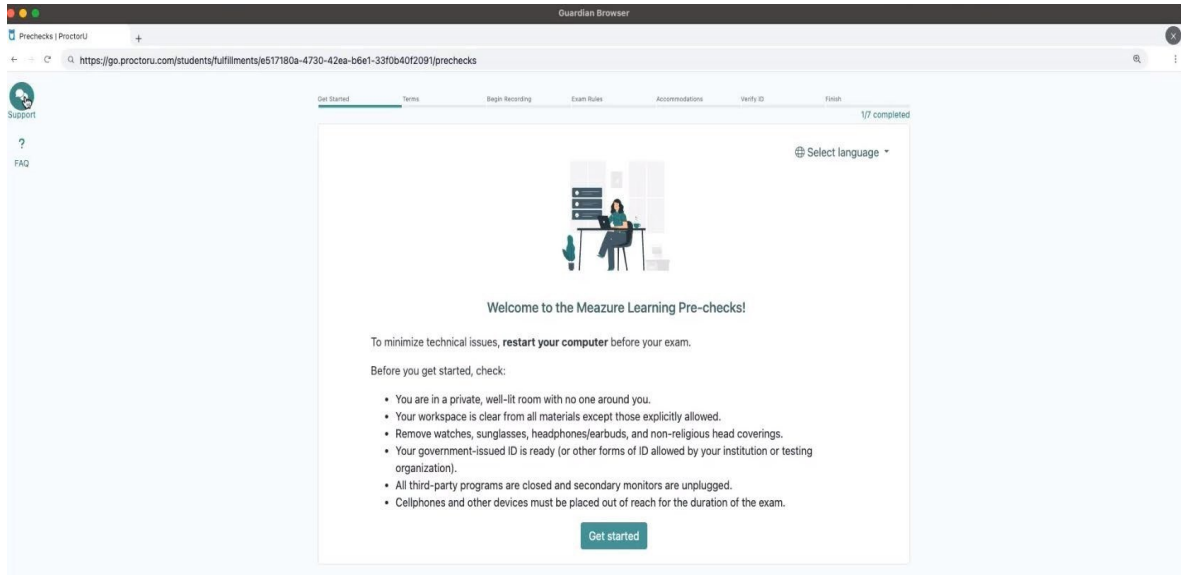 Guardian Browser
Prechecks | ProctorU
+
x
https://go.proctoru.com/students/fulfillments/e517180a-4730-42ea-b6e1-33f0b40f2091/prechecks
Support
?
FAQ
Get Started Terms Begin Recording Exam Rules Accommodations Verify ID Finish
1/7 completed
Select language
Welcome to the Meazure Learning Pre-checks!
To minimize technical issues, restart your computer before your exam.
Before you get started, check:
• You are in a private, well-lit room with no one around you.
• Your workspace is clear from all materials except those explicitly allowed.
• Remove watches, sunglasses, headphones/earbuds, and non-religious head coverings.
• Your government-issued ID is ready (or other forms of ID allowed by your institution or testing
organization).
• All third-party programs are closed and secondary monitors are unplugged.
• Cellphones and other devices must be placed out of reach for the duration of the exam.
Get started